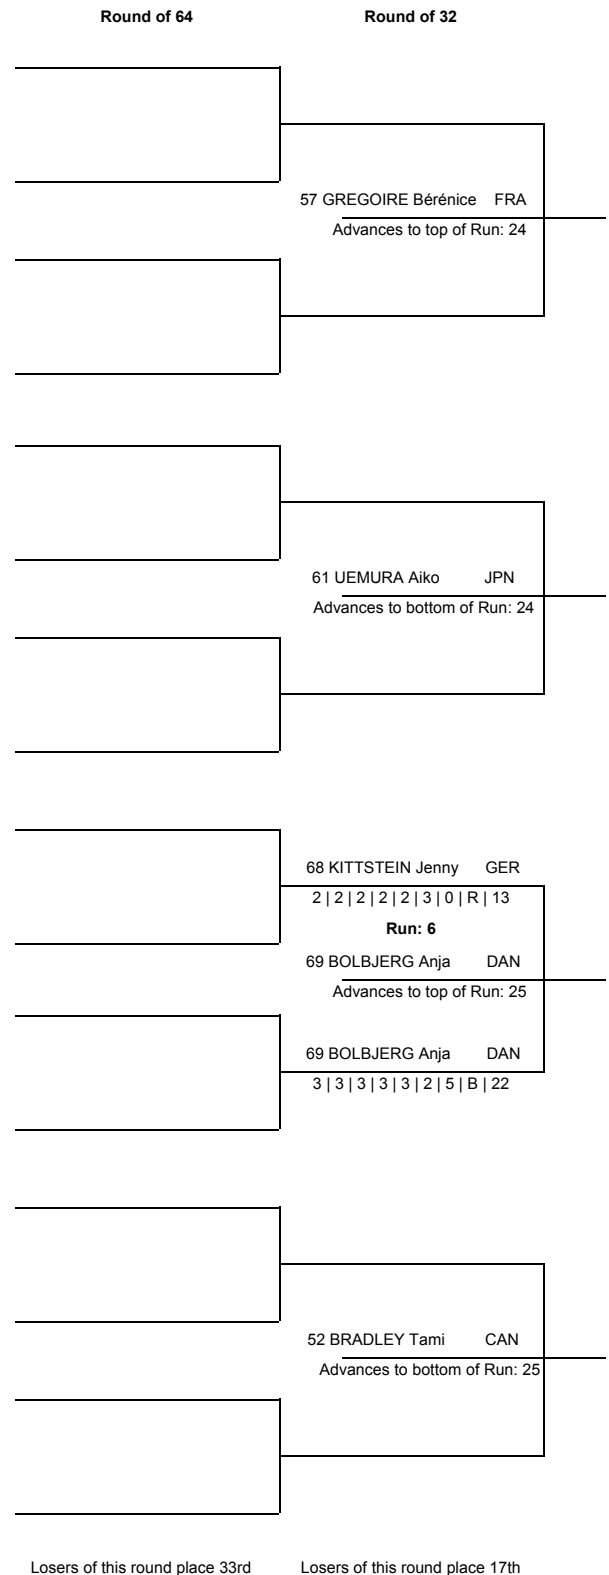 Round of 64 Round of 32
57 GREGOIRE Bérénice FRA
Advances to top of Run: 24
61 UEMURA Aiko JPN
Advances to bottom of Run: 24
68 KITTSTEIN Jenny GER
2 | 2 | 2 | 2 | 2 | 3 | 0 | R | 13
Run: 6
69 BOLBJERG Anja DAN
Advances to top of Run: 25
69 BOLBJERG Anja DAN
3 | 3 | 3 | 3 | 3 | 2 | 5 | B | 22
52 BRADLEY Tami CAN
Advances to bottom of Run: 25
Losers of this round place 33rd Losers of this round place 17th